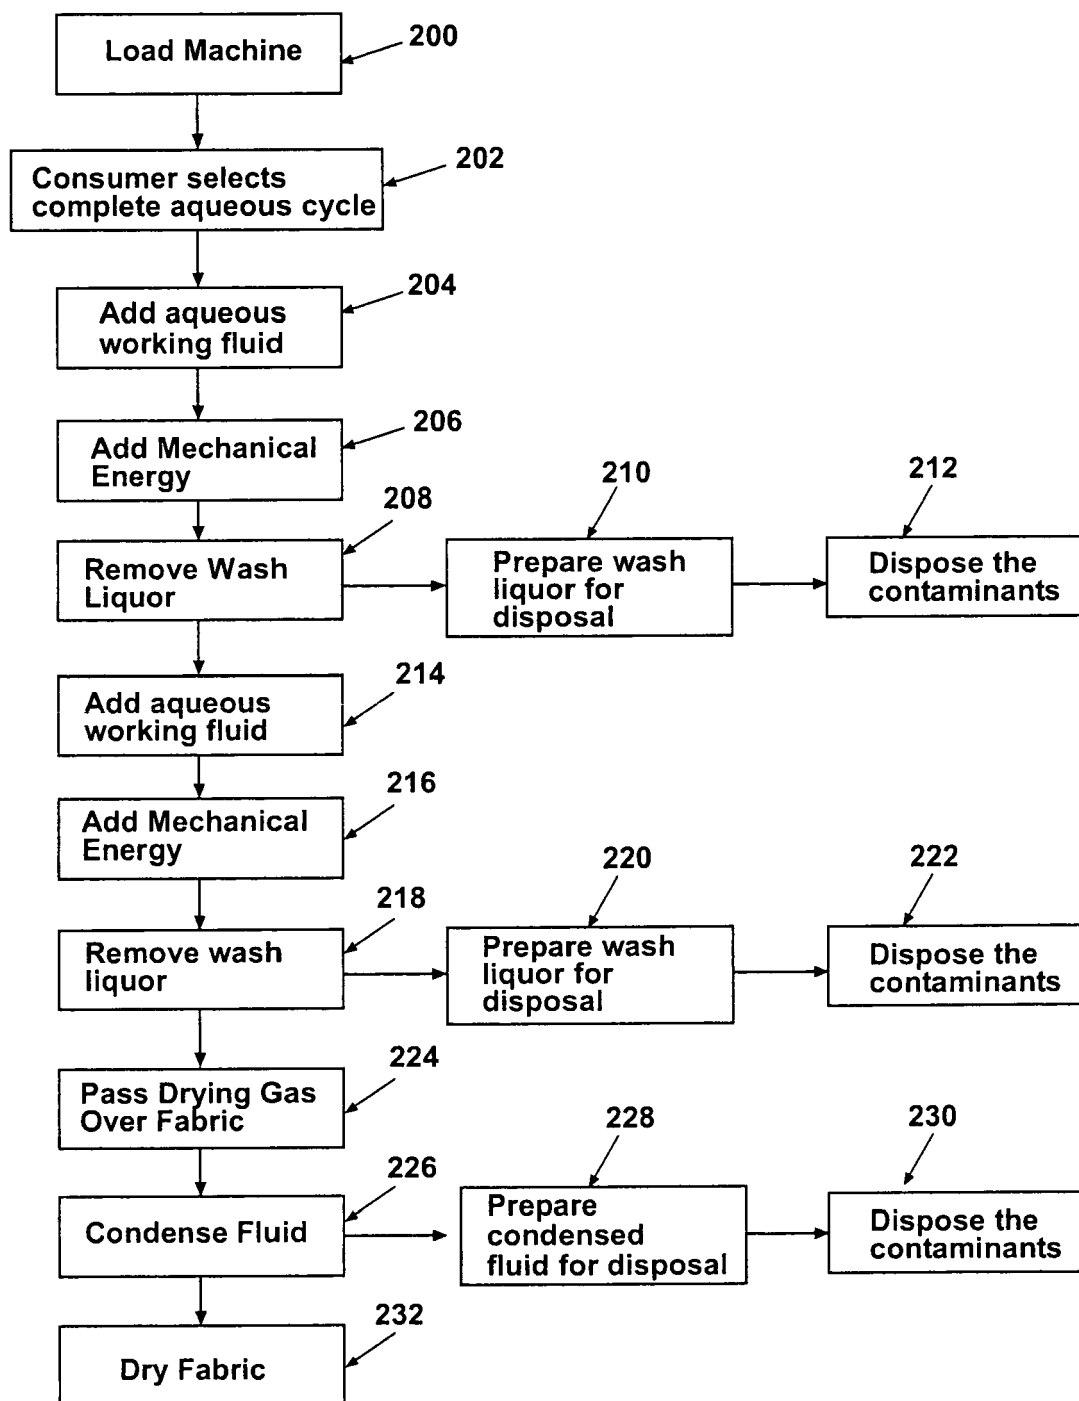 Load Machine
200
Consumer selects
complete aqueous cycle
202
Add aqueous
working fluid
204
Add Mechanical
Energy
206
Remove Wash
Liquor
208
Prepare wash
liquor for
disposal
210
Dispose the
contaminants
212
Add aqueous
working fluid
214
Add Mechanical
Energy
216
Remove wash
liquor
218
Prepare wash
liquor for
disposal
220
Dispose the
contaminants
222
Pass Drying Gas
Over Fabric
224
Condense Fluid
226
Prepare
condensed
fluid for disposal
228
Dispose the
contaminants
230
Dry Fabric
232